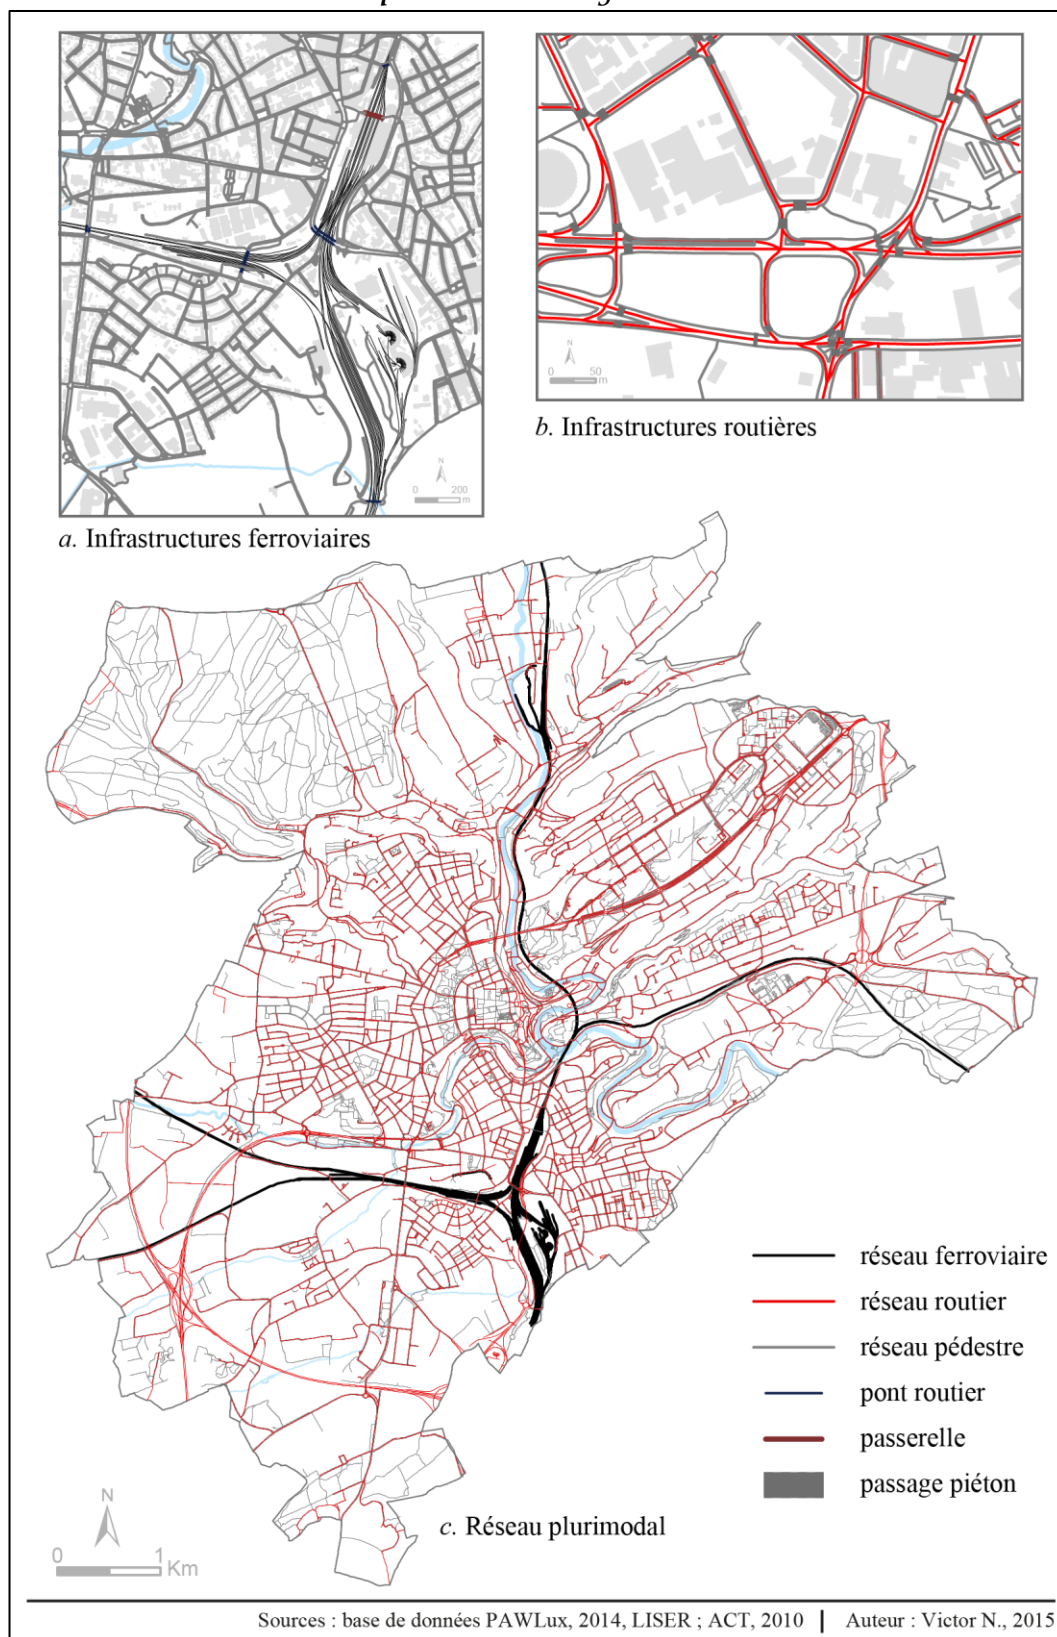 N
0 200
m
a. Infrastructures ferroviaires
N
0 50
m
b. Infrastructures routières
réseau ferroviaire
réseau routier
réseau pédestre
pont routier
passerelle
passage piéton
N
0 1
Km
c. Réseau plurimodal
Sources : base de données PAWLux, 2014, LISER ; ACT, 2010 | Auteur : Victor N., 2015